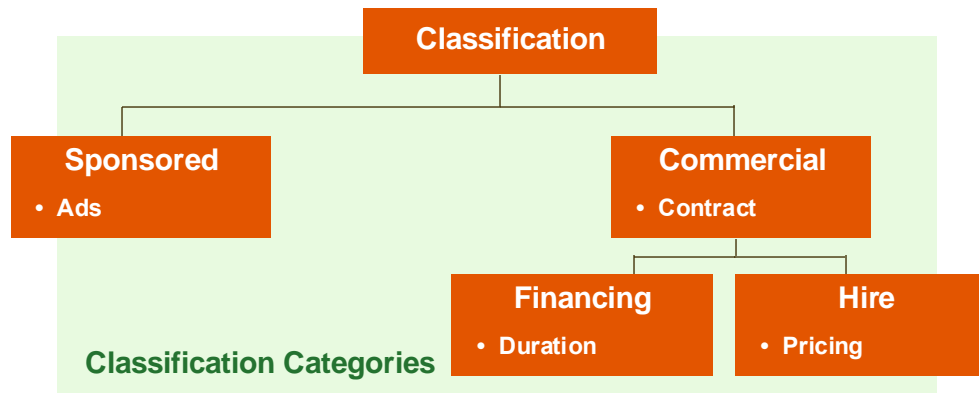 Classification
Sponsored
• Ads
Commercial
• Contract
Financing
• Duration
Hire
• Pricing
Classification Categories